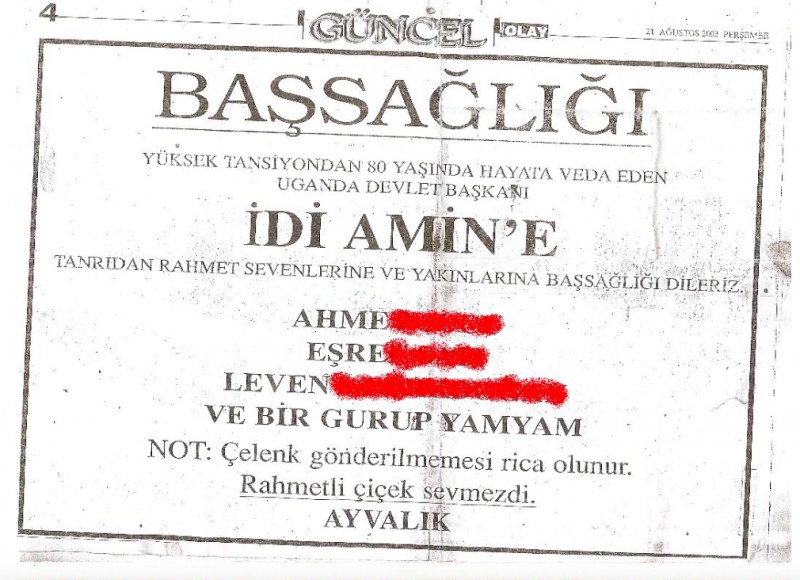 4
GÜNCEL OLAY
21 AĞUSTOS 2003 PERŞEMBE
BAŞSAĞLIĞI
YÜKSEK TANSİYONDAN 80 YAŞINDA HAYATA VEDA EDEN
UGANDA DEVLET BAŞKANI
İDİ AMİN'E
TANRIDAN RAHMET SEVENLERİNE VE YAKINLARINA BAŞSAĞLIĞI DİLERİZ.
AHME
EŞRE
LEVEN
VE BİR GURUP YAMYAM
NOT: Çelenk gönderilmemesi rica olunur.
Rahmetli çiçek sevmezdi.
AYVALIK